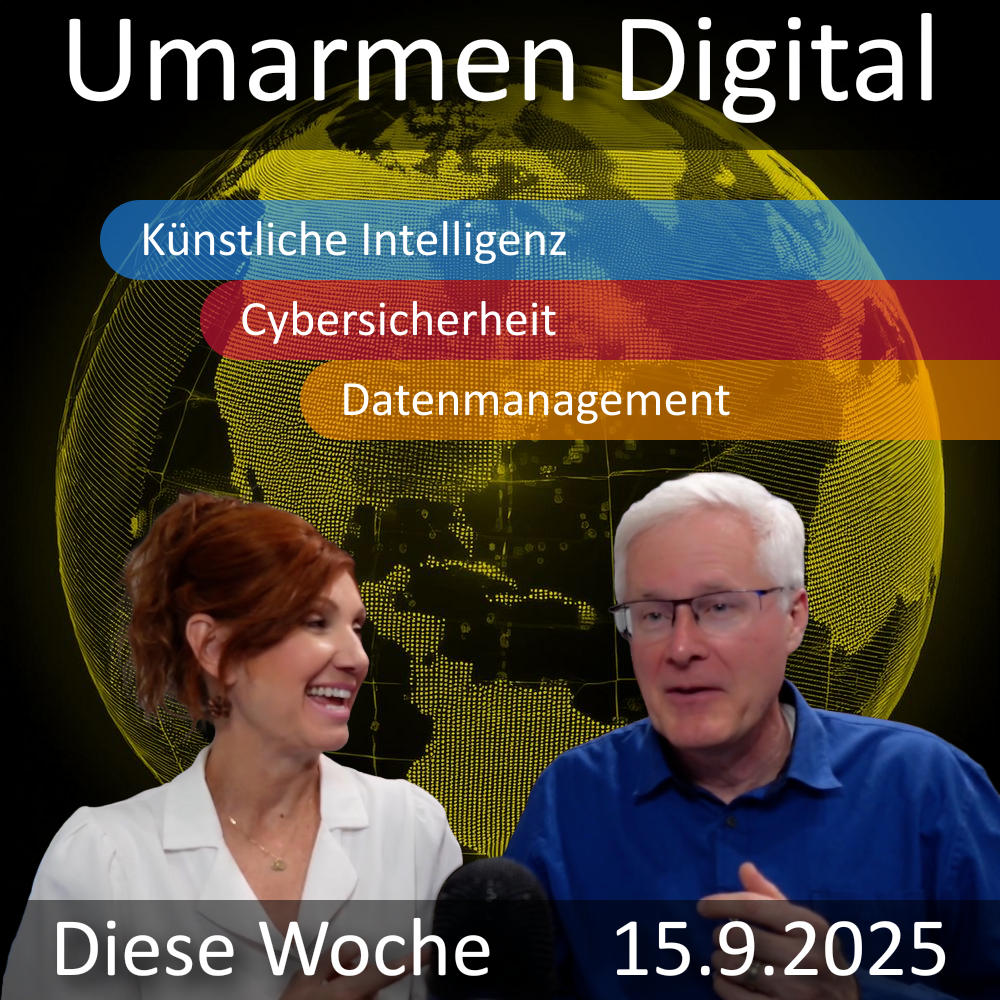 Umarmen Digital
Künstliche Intelligenz
Cybersicherheit
Datenmanagement
Diese Woche 15.9.2025